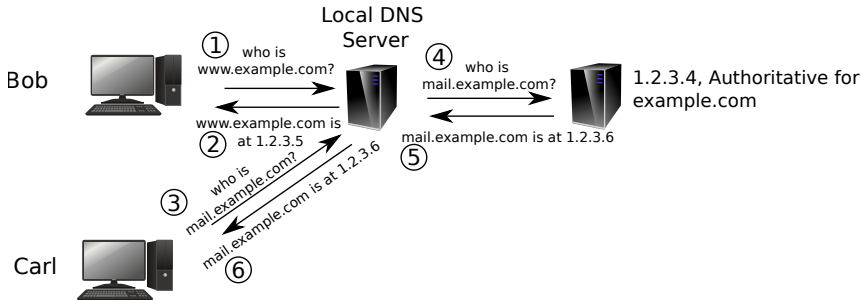 Local DNS
Server
①
who is
www.example.com?
④
who is
mail.example.com?
Bob
1.2.3.4, Authoritative for
example.com
www.example.com is
at 1.2.3.5
②
mail.example.com is at 1.2.3.6
⑤
③
who is
mail.example.com?
mail.example.com is at 1.2.3.6
⑥
Carl